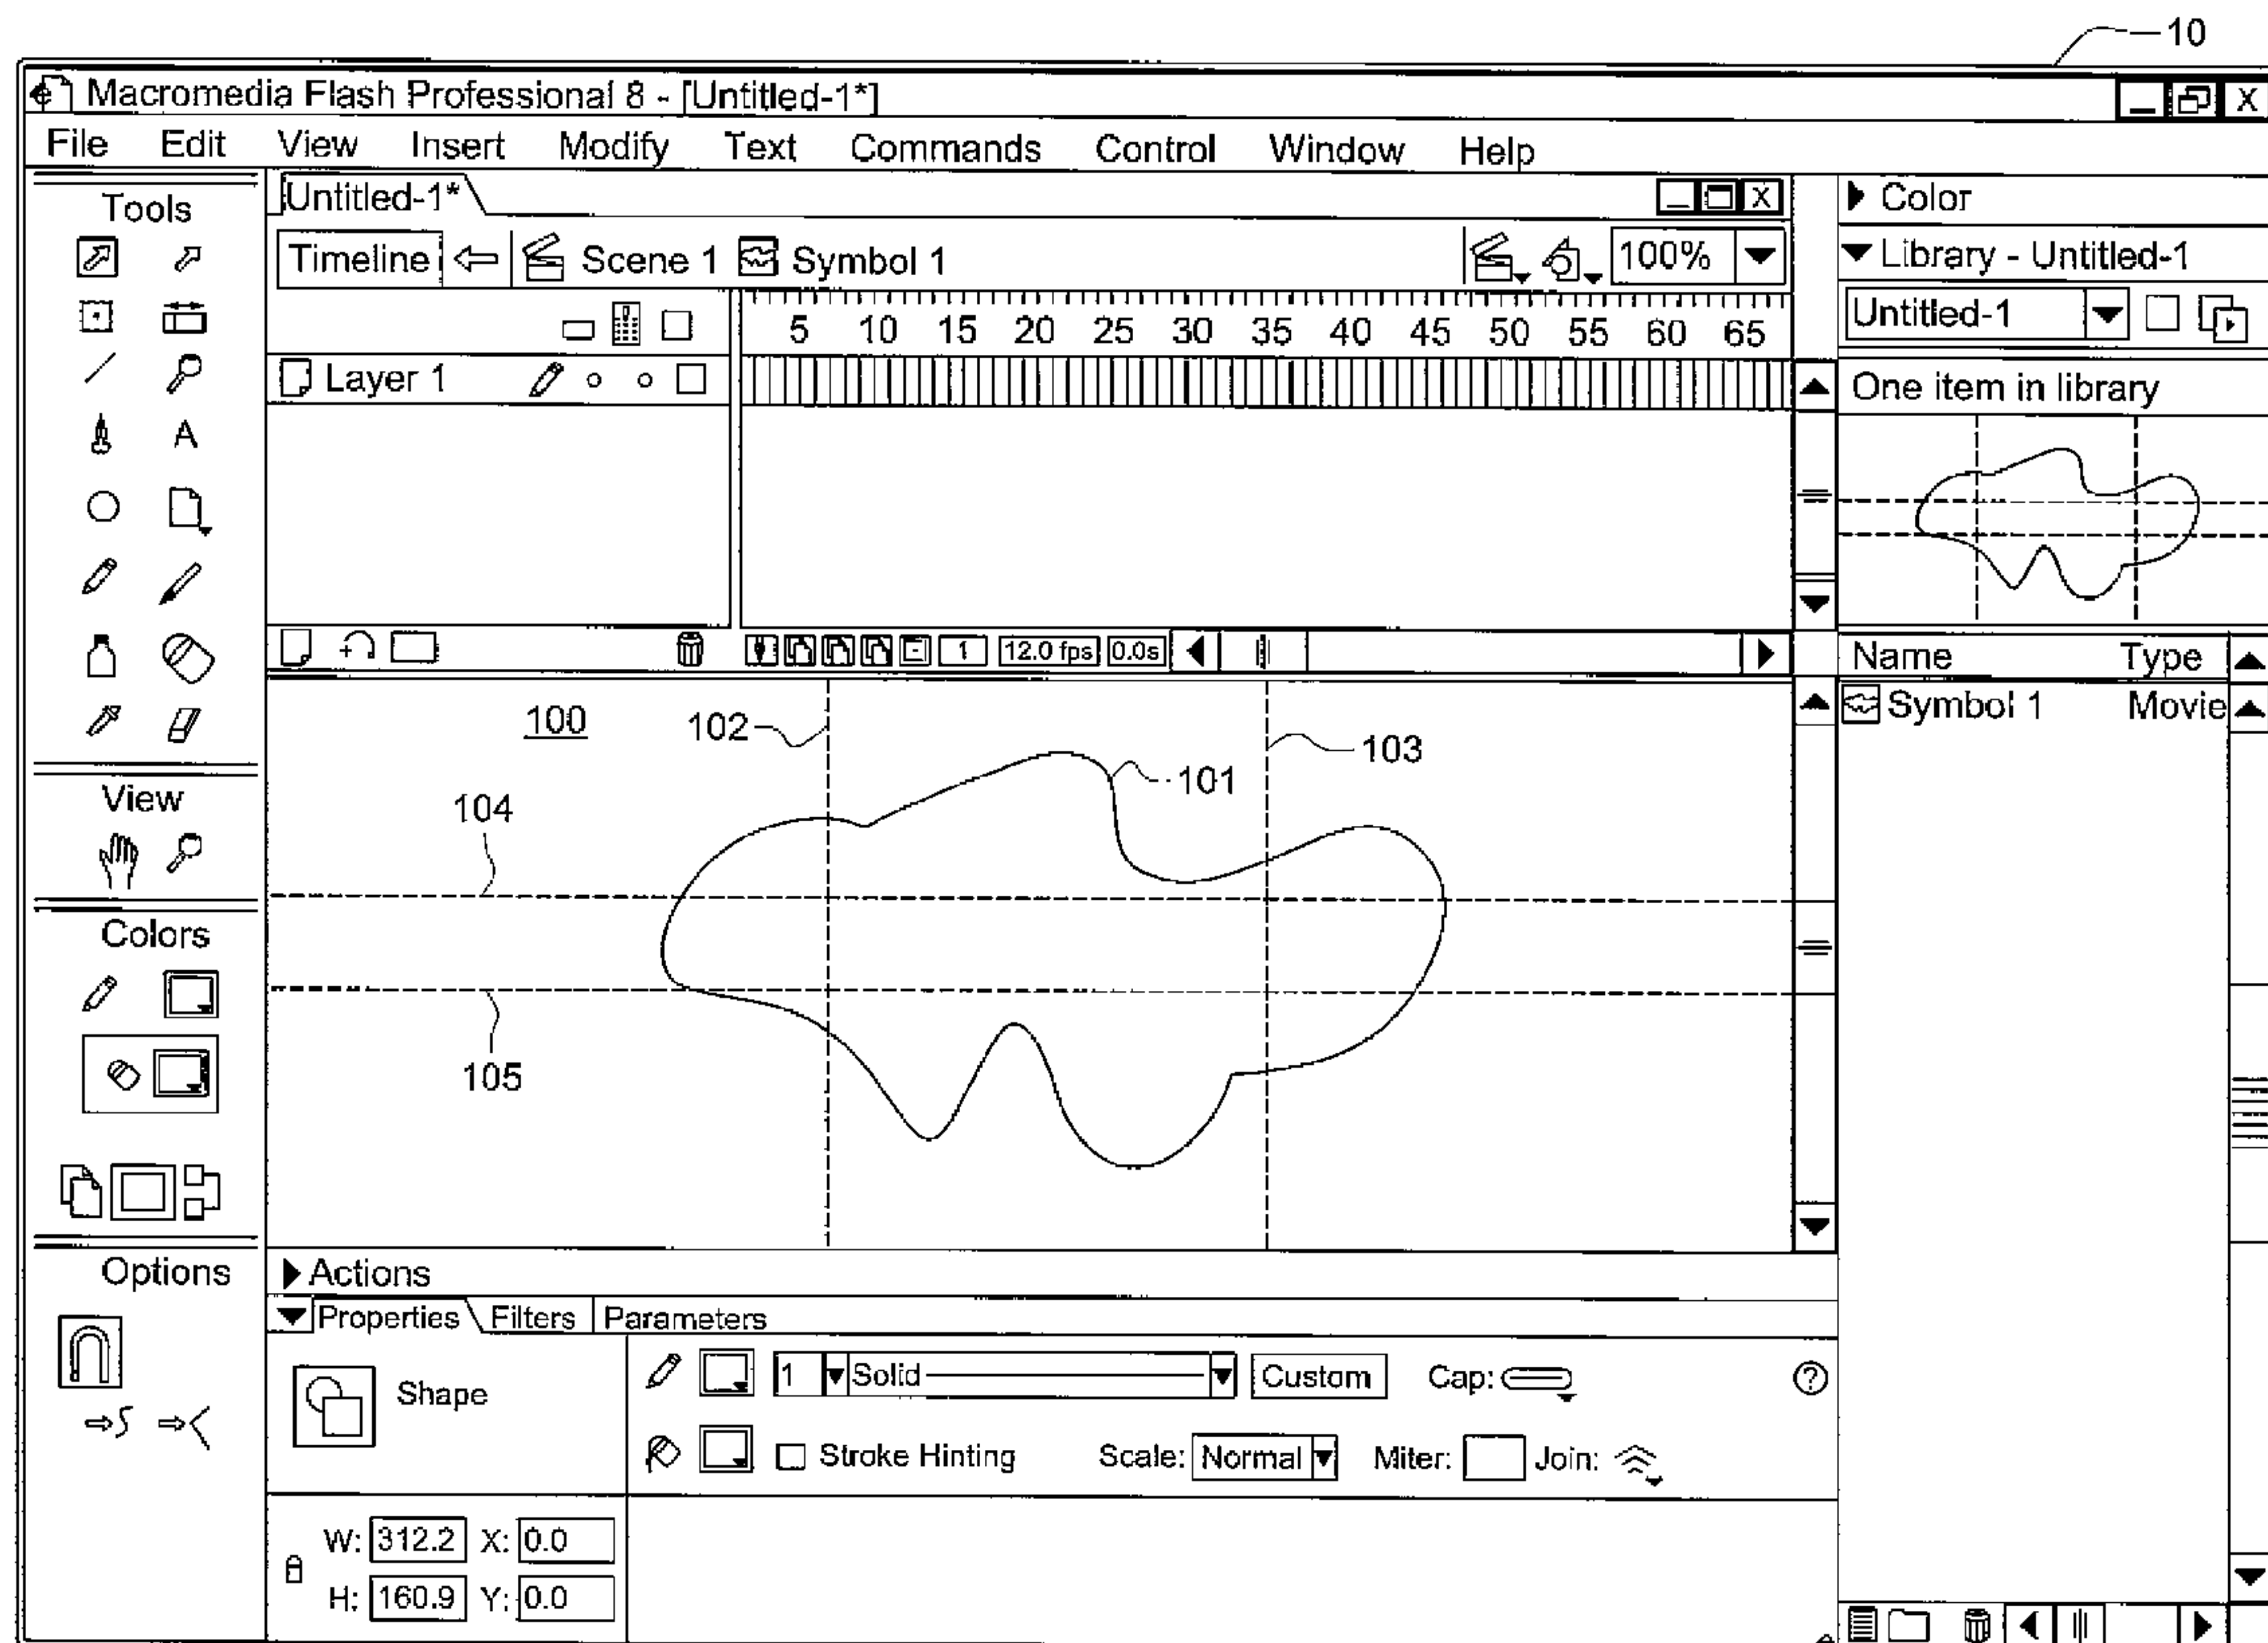 10
Macromedia Flash Professional 8 - [Untitled-1*]
File Edit View Insert Modify Text Commands Control Window Help
Tools
Untitled-1*
Color
Timeline Scene 1 Symbol 1 100%
Library - Untitled-1
Untitled-1
5 10 15 20 25 30 35 40 45 50 55 60 65
Layer 1
One item in library
A
1 12.0 fps 0.0s
Name Type
Symbol 1 Movie
100
102
103
101
104
105
View
Colors
Options
Actions
Properties Filters Parameters
Shape
1 Solid Custom Cap: ?
Stroke Hinting Scale: Normal Miter: Join:
W: 312.2 X: 0.0
H: 160.9 Y: 0.0